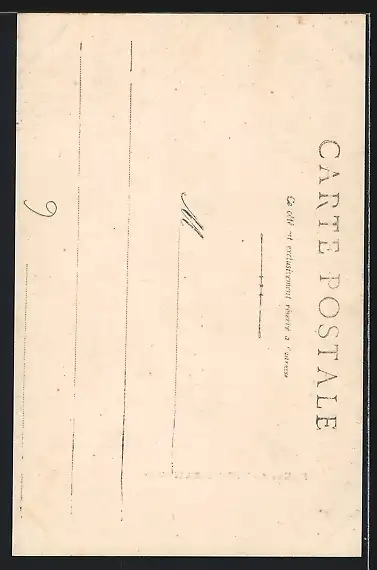 CARTE POSTALE
Ce côté est exclusivement réservé à l'adresse
M
9